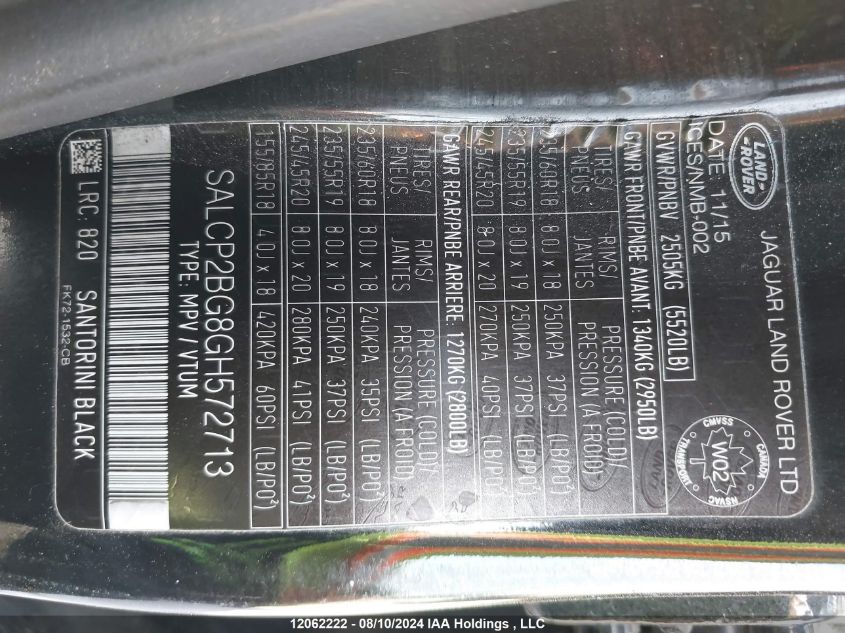 LAND
ROVER
JAGUAR LAND ROVER LTD
DATE: 11/15
ICES/NMB-002
CMVSS
TRANSPORT
CANADA
NSVAC
W02
GVWR/PNBV 2505KG (5520LB)
GAWR FRONT/PNBE AVANT: 1340KG (2950LB)
TIRES/ PNEUS RIMS/ JANTES PRESSURE (COLD)/ PRESSION (A FROID)
235/60R18 8.0J x 18 250KPA 37PSI (LB/PO²)
235/55R19 8.0J x 19 250KPA 37PSI (LB/PO²)
245/45R20 8.0J x 20 270KPA 40PSI (LB/PO²)
GAWR REAR/PNBE ARRIERE: 1270KG (2800LB)
TIRES/ PNEUS RIMS/ JANTES PRESSURE (COLD)/ PRESSION (A FROID)
235/60R18 8.0J x 18 240KPA 35PSI (LB/PO²)
235/55R19 8.0J x 19 250KPA 37PSI (LB/PO²)
245/45R20 8.0J x 20 280KPA 41PSI (LB/PO²)
155/85R18 4.0J x 18 420KPA 60PSI (LB/PO²)
TYPE: MPV / VTUM
SALCP2BG8GH572713
LRC: 820 SANTORINI BLACK
FK72-1532-CB
12062222 - 08/10/2024 IAA Holdings, LLC